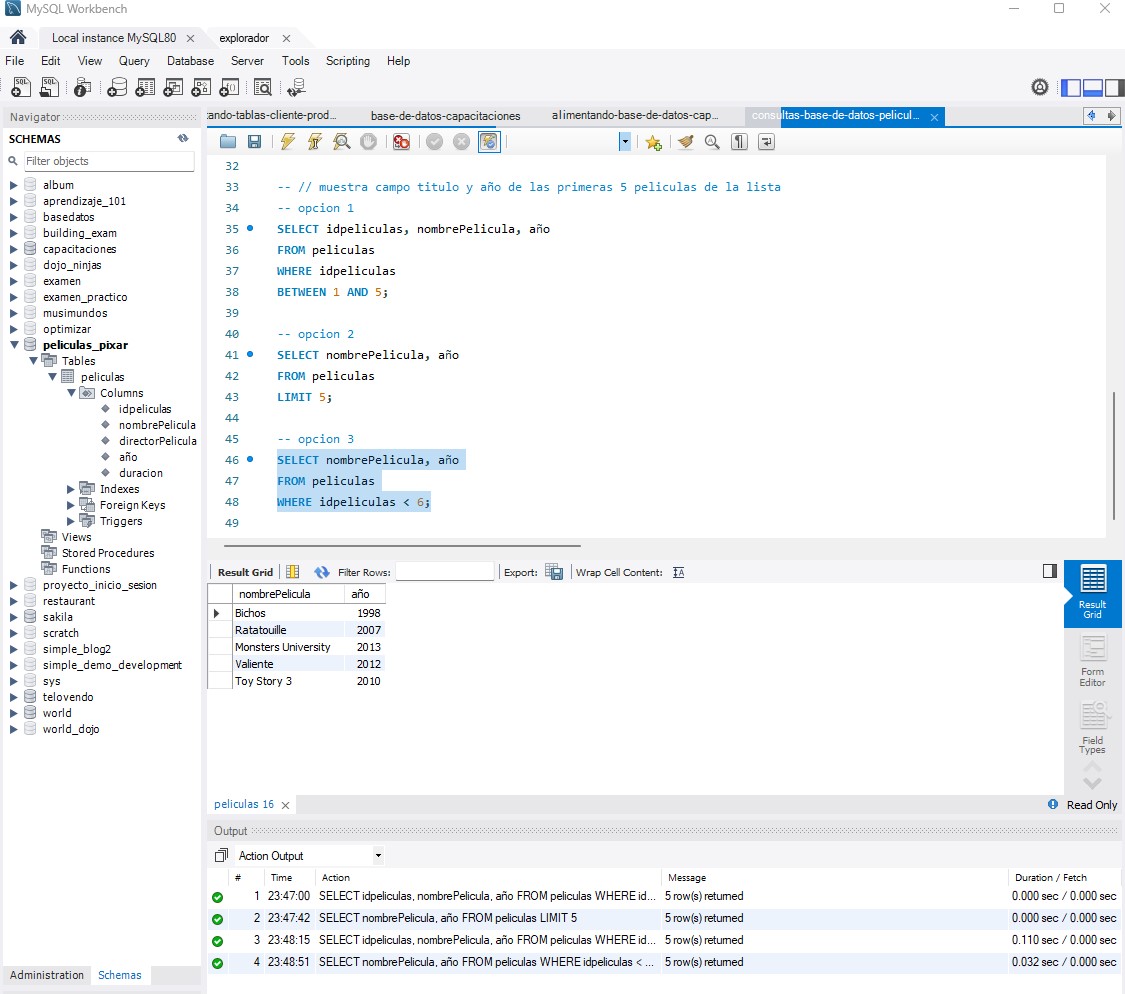 MySQL Workbench
Local instance MySQL80 explorador
File Edit View Query Database Server Tools Scripting Help
Navigator
SCHEMAS
Filter objects
album
aprendizaje_101
basedatos
building_exam
capacitaciones
dojo_ninjas
examen
examen_practico
musimundos
optimizar
peliculas_pixar
Tables
peliculas
Columns
idpeliculas
nombrePelicula
directorPelicula
año
duracion
Indexes
Foreign Keys
Triggers
Views
Stored Procedures
Functions
proyecto_inicio_sesion
restaurant
sakila
scratch
simple_blog2
simple_demo_development
sys
telovendo
world
world_dojo
Administration Schemas
tando-tablas-cliente-prod... base-de-datos-capacitaciones alimentando-base-de-datos-cap... consultas-base-de-datos-pelicul...
32
33 -- // muestra campo titulo y año de las primeras 5 peliculas de la lista
34 -- opcion 1
35 SELECT idpeliculas, nombrePelicula, año
36 FROM peliculas
37 WHERE idpeliculas
38 BETWEEN 1 AND 5;
39
40 -- opcion 2
41 SELECT nombrePelicula, año
42 FROM peliculas
43 LIMIT 5;
44
45 -- opcion 3
46 SELECT nombrePelicula, año
47 FROM peliculas
48 WHERE idpeliculas < 6;
49
Result Grid Filter Rows: Export: Wrap Cell Content:
nombrePelicula año
Bichos 1998
Ratatouille 2007
Monsters University 2013
Valiente 2012
Toy Story 3 2010
Result Grid
Form Editor
Field Types
peliculas 16 Read Only
Output
Action Output
# Time Action Message Duration / Fetch
1 23:47:00 SELECT idpeliculas, nombrePelicula, año FROM peliculas WHERE id... 5 row(s) returned 0.000 sec / 0.000 sec
2 23:47:42 SELECT nombrePelicula, año FROM peliculas LIMIT 5 5 row(s) returned 0.000 sec / 0.000 sec
3 23:48:15 SELECT idpeliculas, nombrePelicula, año FROM peliculas WHERE id... 5 row(s) returned 0.110 sec / 0.000 sec
4 23:48:51 SELECT nombrePelicula, año FROM peliculas WHERE idpeliculas < ... 5 row(s) returned 0.032 sec / 0.000 sec